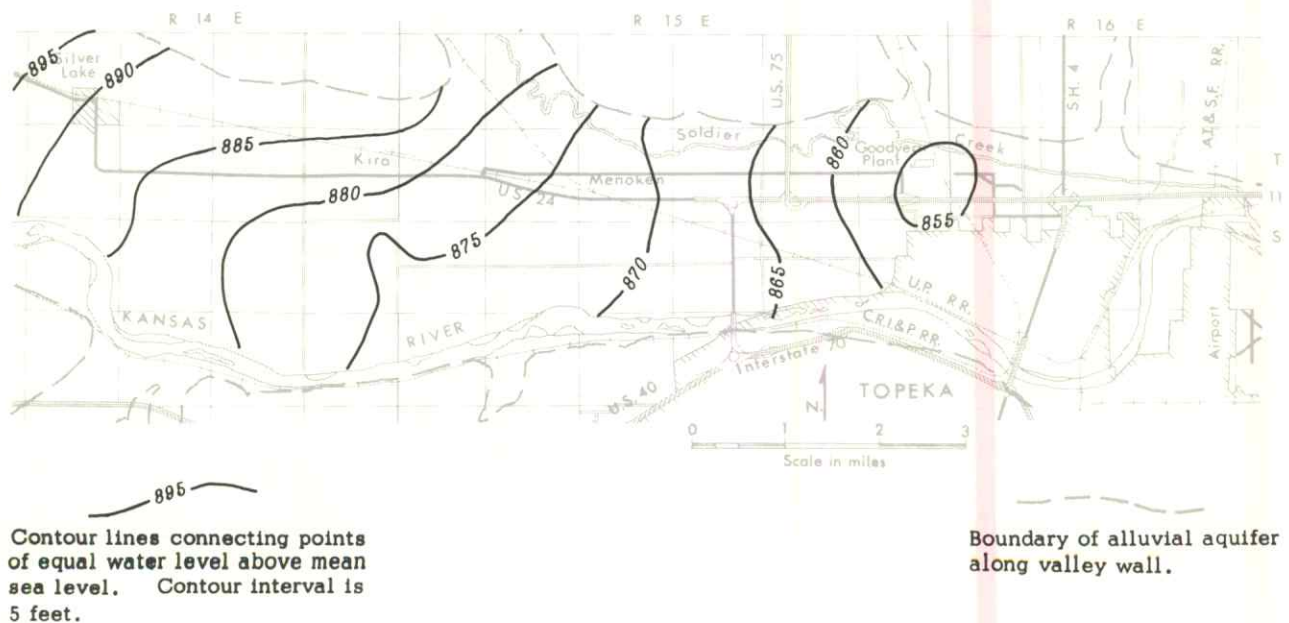 R 14 E
R 15 E
R 16 E
895
Silver
Lake
890
885
Kiro
880
875
U.S. 24
Menoken
870
Soldier
U.S. 75
865
860
Goodyear
Plant
Creek
855
S.H. 4
RR.
T
11
S
KANSAS
RIVER
U.P. RR.
C.R.I.&P. RR.
Interstate 70
U.S. 40
N.
TOPEKA
Airport
0 1 2 3
Scale in miles
895
Contour lines connecting points
of equal water level above mean
sea level. Contour interval is
5 feet.
Boundary of alluvial aquifer
along valley wall.